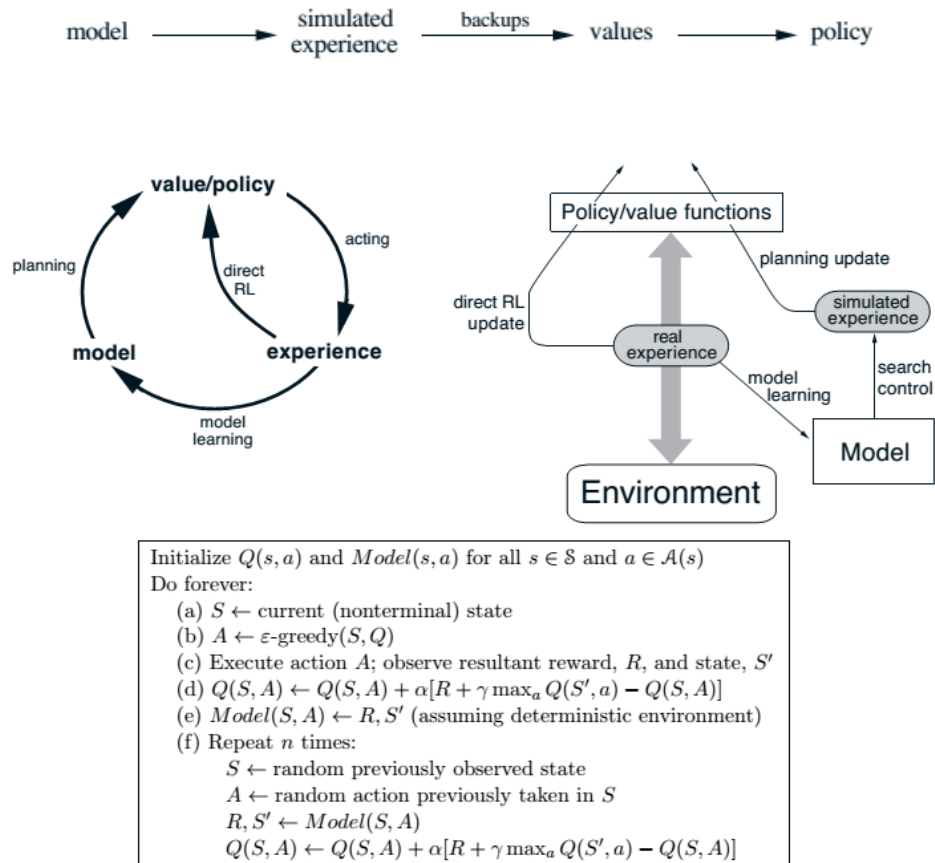 model
simulated
experience
backups
values
policy
value/policy
acting
planning
direct
RL
model
experience
model
learning
Policy/value functions
planning update
direct RL
update
simulated
experience
real
experience
search
control
model
learning
Model
Environment
Initialize Q(s, a) and Model(s, a) for all s ∈ 𝒮 and a ∈ 𝒜(s)
Do forever:
(a) S ← current (nonterminal) state
(b) A ← ε-greedy(S, Q)
(c) Execute action A; observe resultant reward, R, and state, S′
(d) Q(S, A) ← Q(S, A) + α[R + γ maxₐ Q(S′, a) − Q(S, A)]
(e) Model(S, A) ← R, S′ (assuming deterministic environment)
(f) Repeat n times:
S ← random previously observed state
A ← random action previously taken in S
R, S′ ← Model(S, A)
Q(S, A) ← Q(S, A) + α[R + γ maxₐ Q(S′, a) − Q(S, A)]